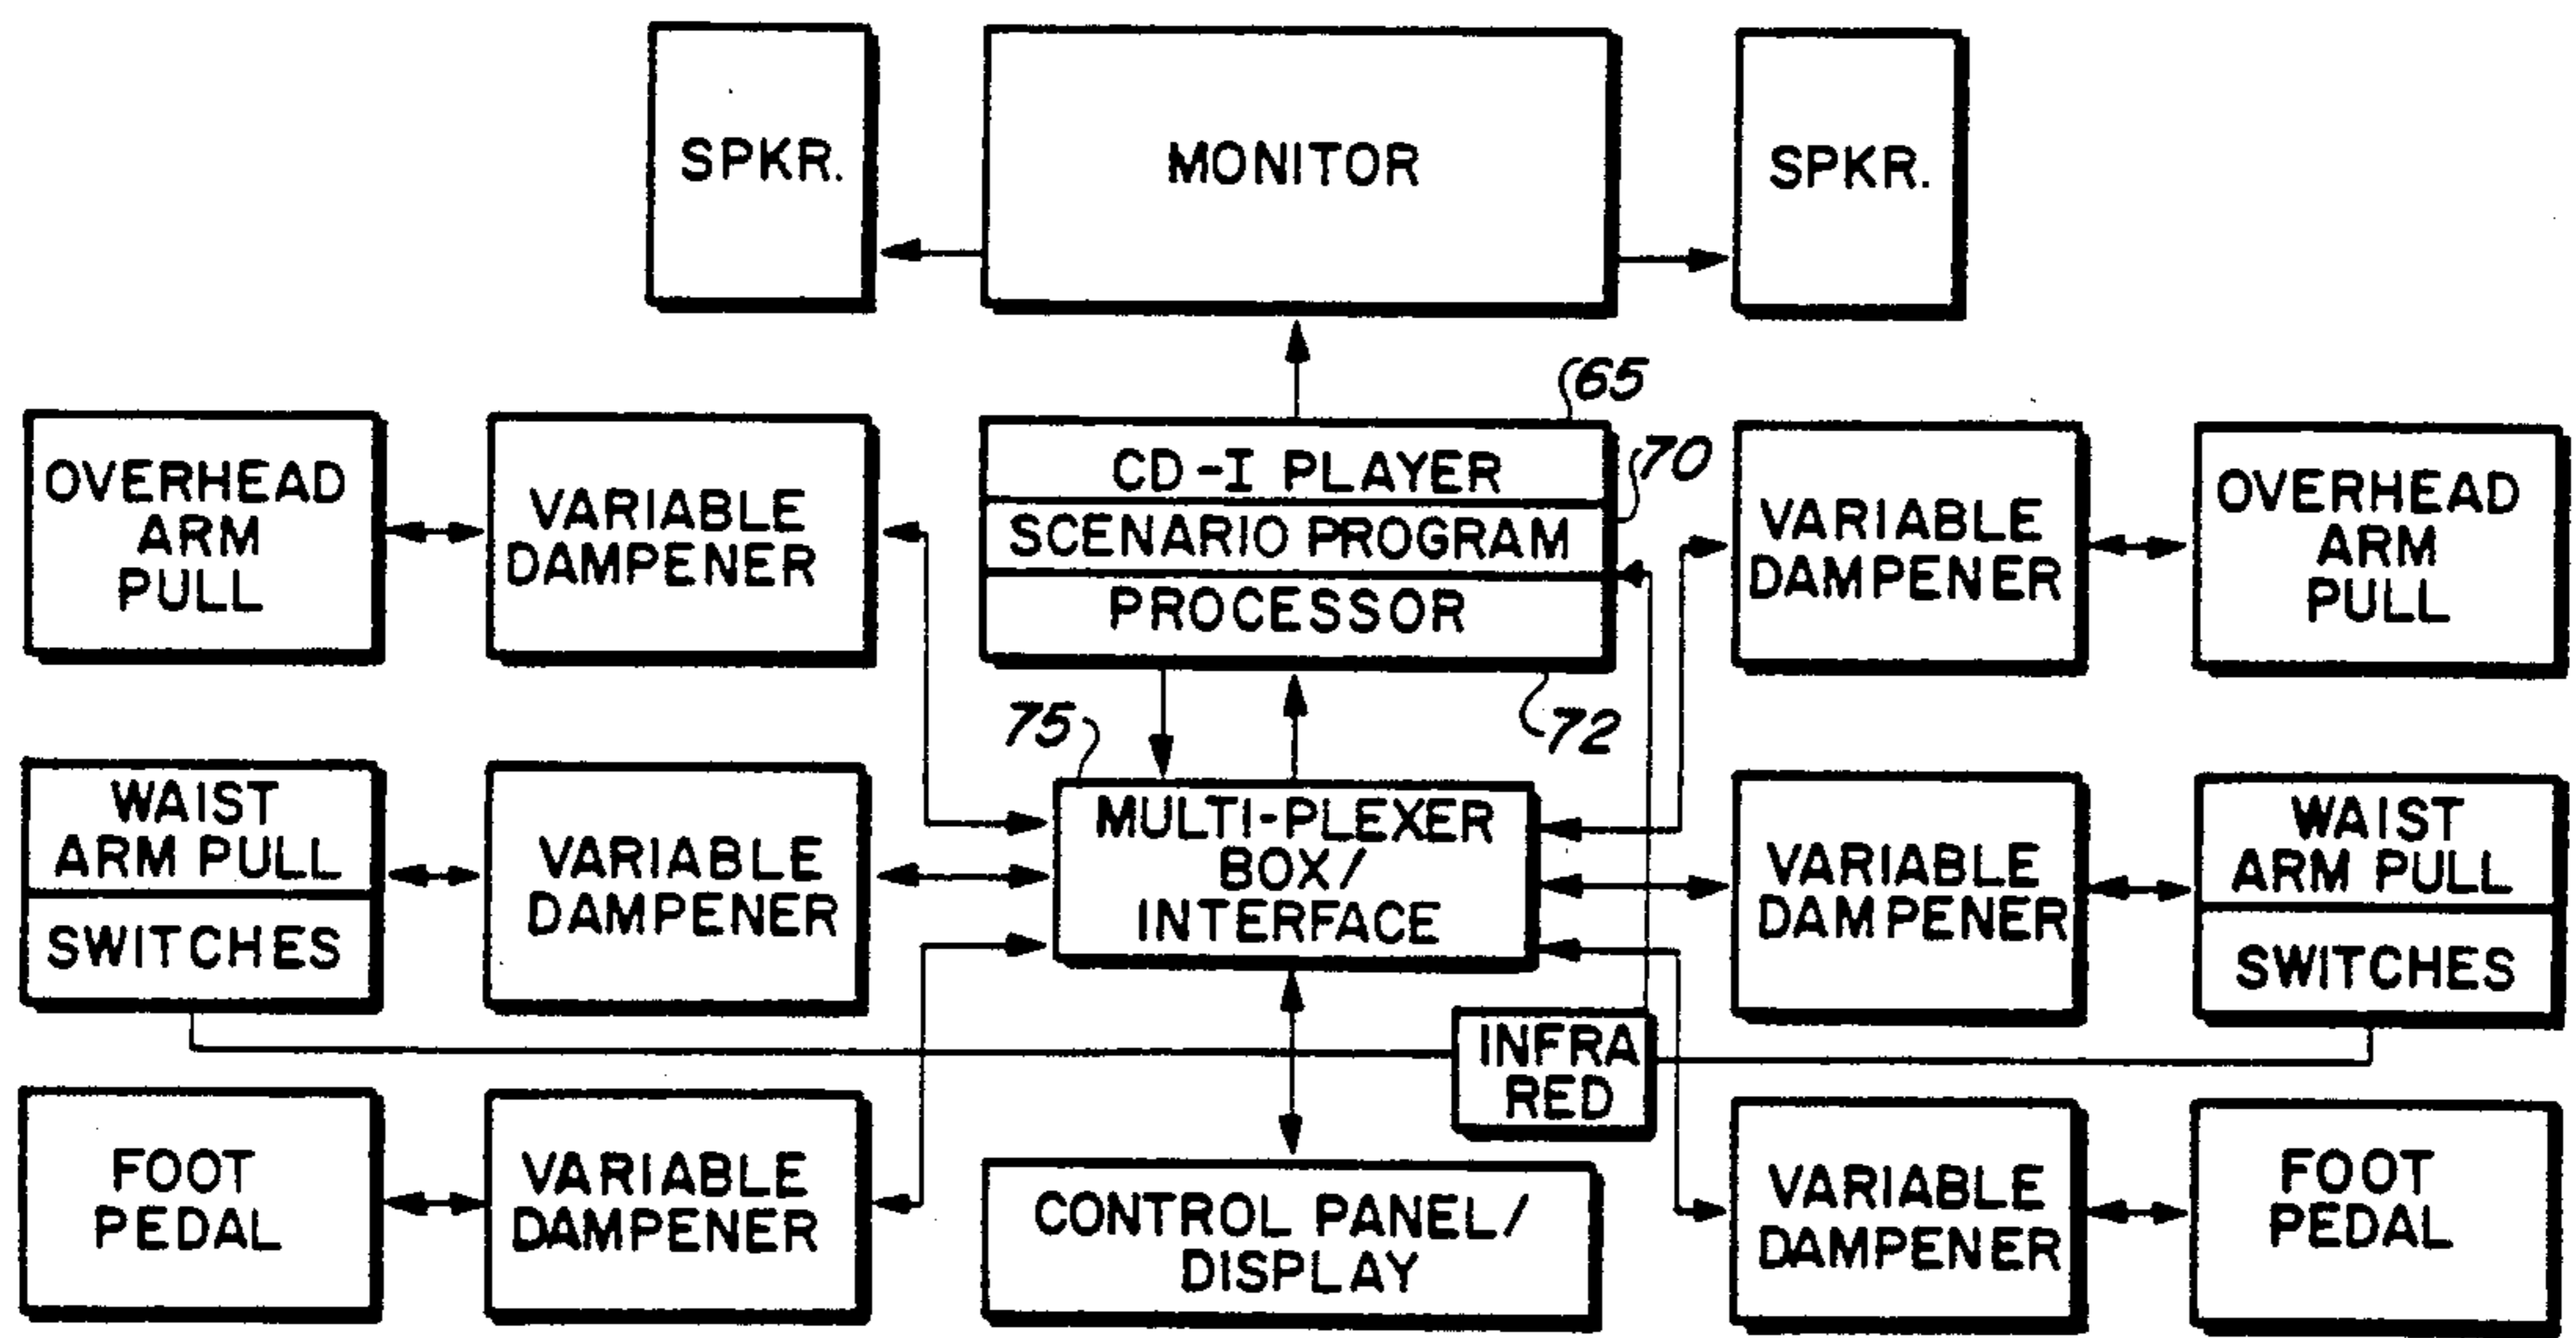 SPKR.
MONITOR
SPKR.
65
70
OVERHEAD
ARM
PULL
VARIABLE
DAMPENER
CD-I PLAYER
SCENARIO PROGRAM
PROCESSOR
VARIABLE
DAMPENER
OVERHEAD
ARM
PULL
75
72
WAIST
ARM PULL
SWITCHES
VARIABLE
DAMPENER
MULTI-PLEXER
BOX/
INTERFACE
VARIABLE
DAMPENER
WAIST
ARM PULL
SWITCHES
INFRA
RED
FOOT
PEDAL
VARIABLE
DAMPENER
CONTROL PANEL/
DISPLAY
VARIABLE
DAMPENER
FOOT
PEDAL